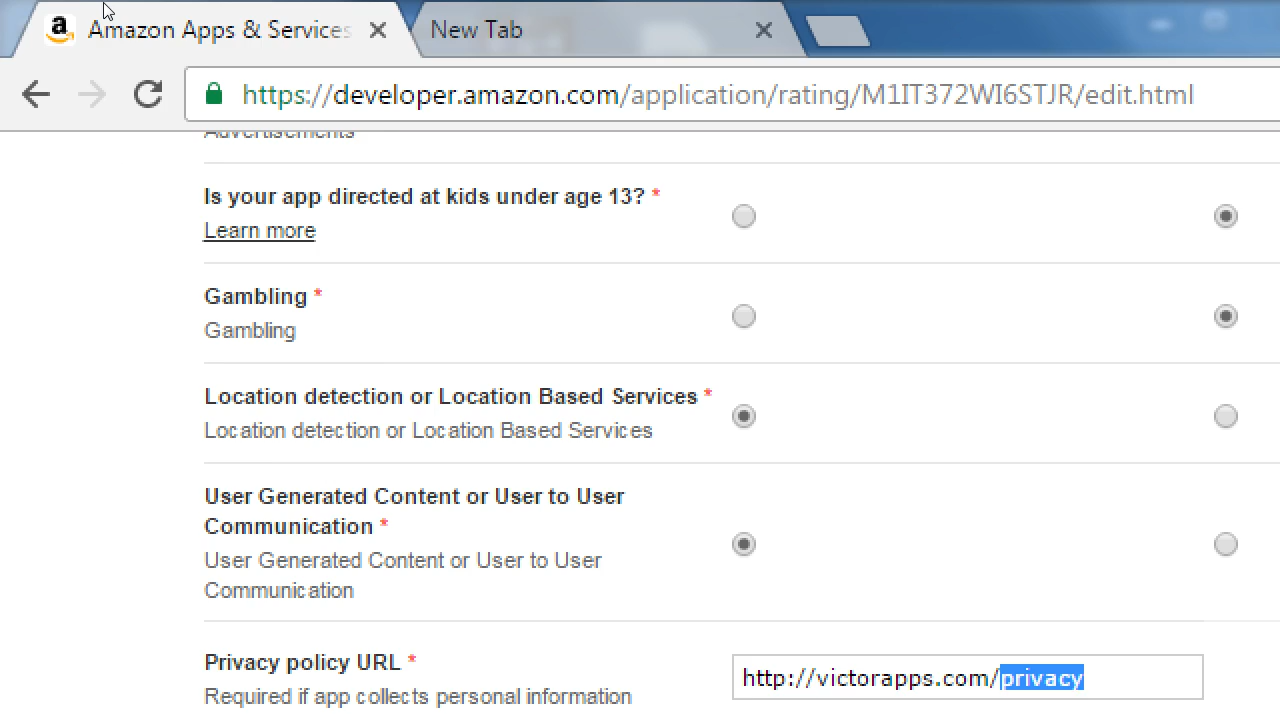 Amazon Apps & Services
New Tab
https://developer.amazon.com/application/rating/M1IT372WI6STJR/edit.html
Advertisements
Is your app directed at kids under age 13? *
Learn more
Gambling *
Gambling
Location detection or Location Based Services *
Location detection or Location Based Services
User Generated Content or User to User
Communication *
User Generated Content or User to User
Communication
Privacy policy URL *
http://victorapps.com/privacy
Required if app collects personal information